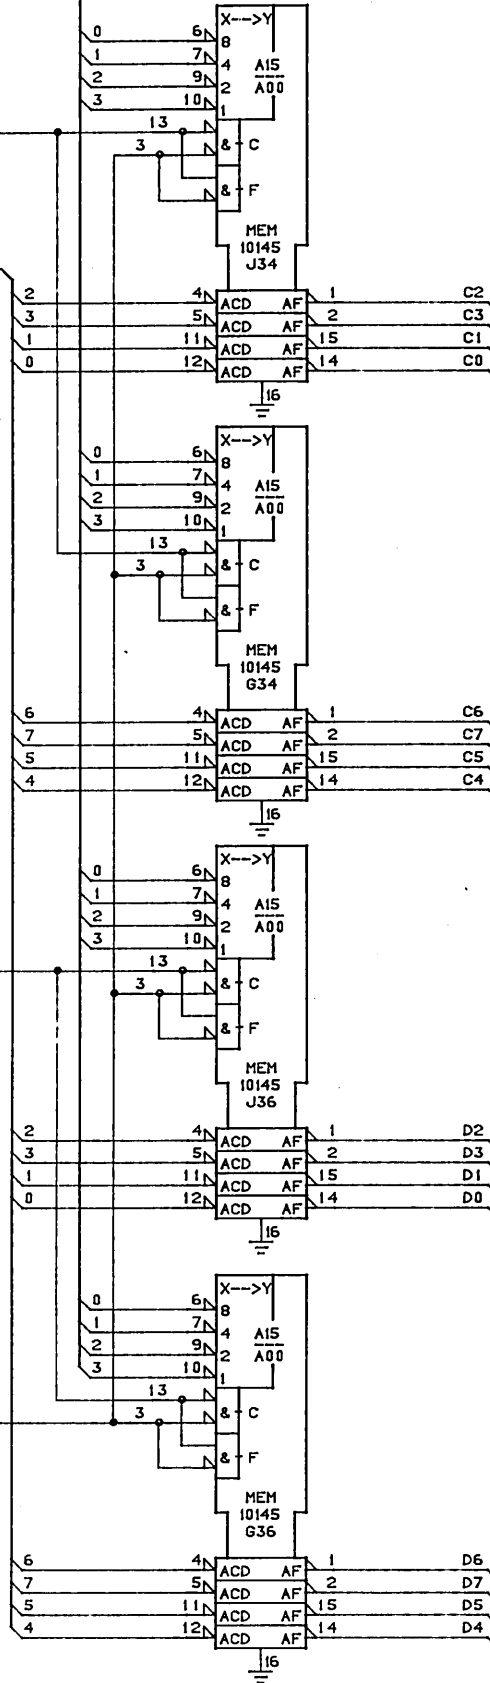 X--->Y
0 6 8
1 7 4 A15
2 9 2 A00
3 10 1
13
3 & C
& F
MEM
10145
J34
2 4 ACD AF 1 C2
3 5 ACD AF 2 C3
1 11 ACD AF 15 C1
0 12 ACD AF 14 C0
16
X--->Y
0 6 8
1 7 4 A15
2 9 2 A00
3 10 1
13
3 & C
& F
MEM
10145
G34
6 4 ACD AF 1 C6
7 5 ACD AF 2 C7
5 11 ACD AF 15 C5
4 12 ACD AF 14 C4
16
X--->Y
0 6 8
1 7 4 A15
2 9 2 A00
3 10 1
13
3 & C
& F
MEM
10145
J36
2 4 ACD AF 1 D2
3 5 ACD AF 2 D3
1 11 ACD AF 15 D1
0 12 ACD AF 14 D0
16
X--->Y
0 6 8
1 7 4 A15
2 9 2 A00
3 10 1
13
3 & C
& F
MEM
10145
G36
6 4 ACD AF 1 D6
7 5 ACD AF 2 D7
5 11 ACD AF 15 D5
4 12 ACD AF 14 D4
16